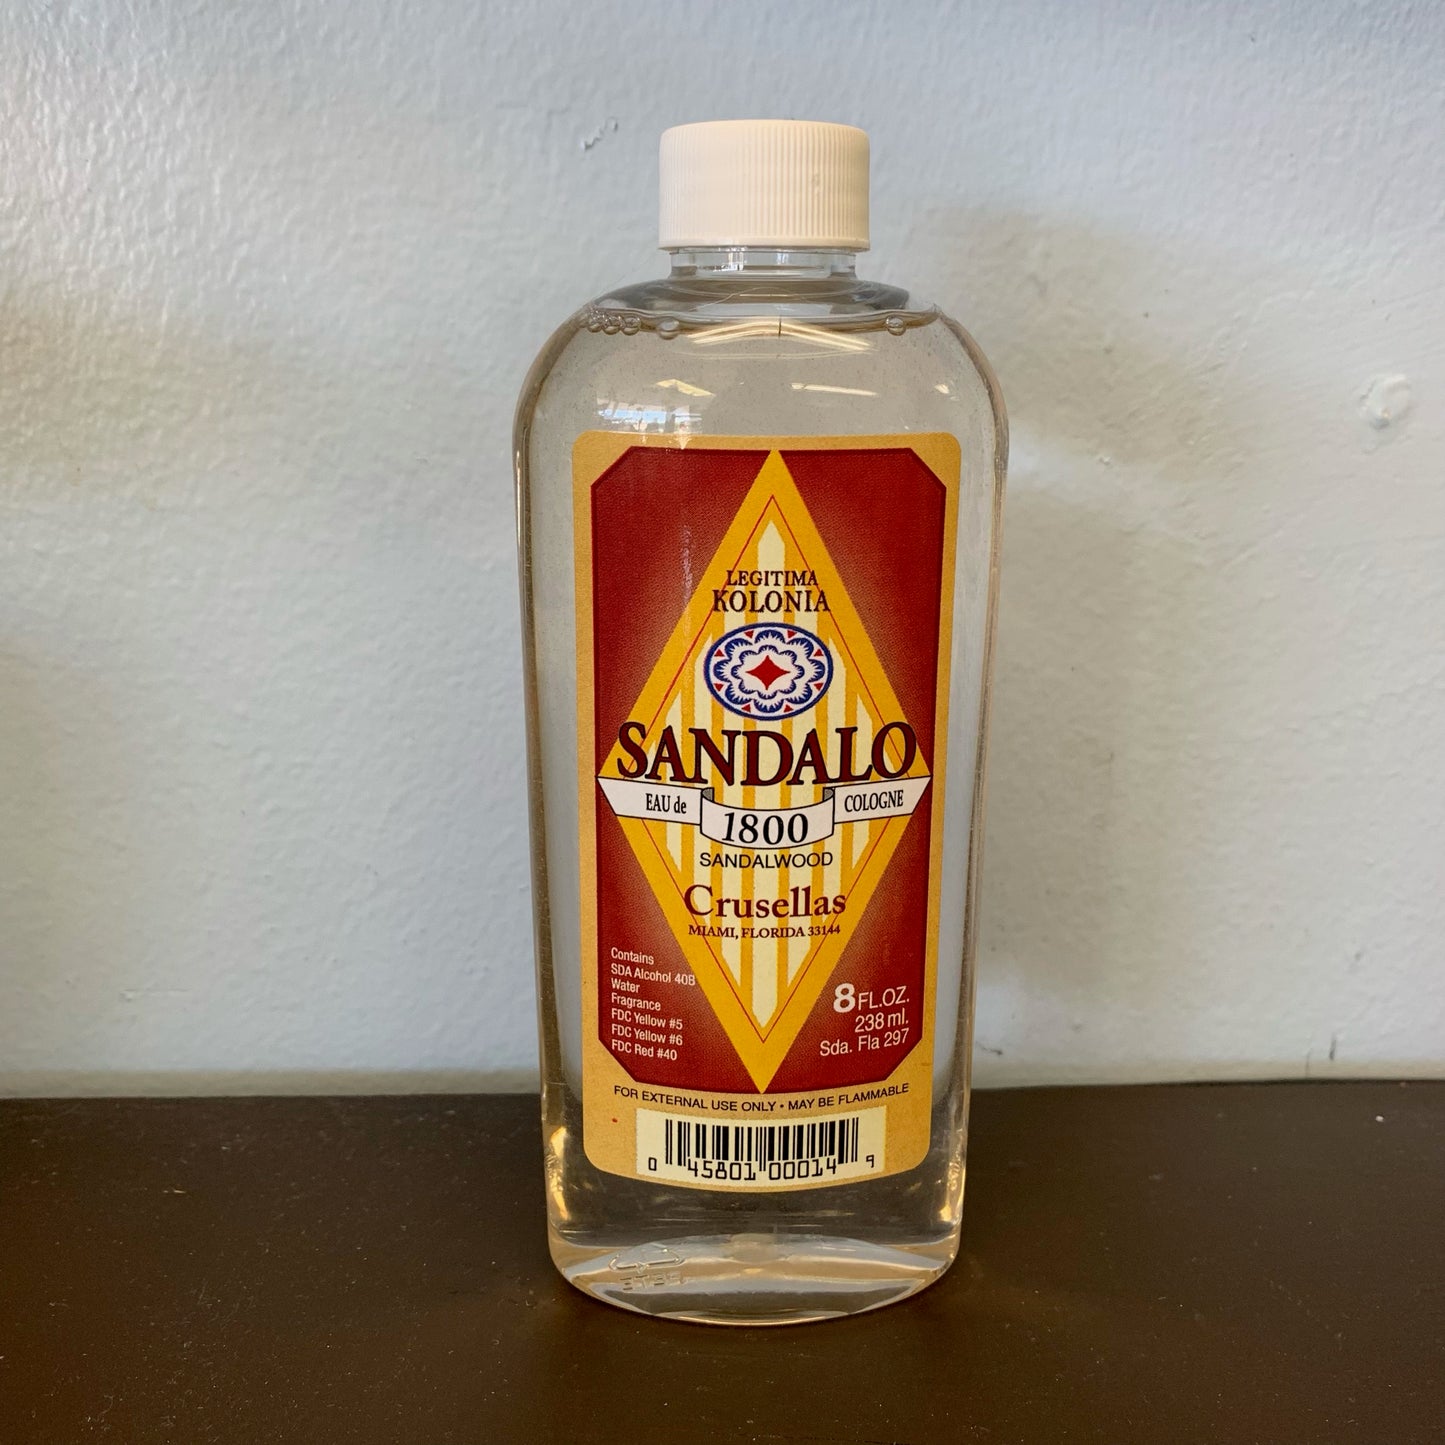 LEGITIMA
KOLONIA
SANDALO
EAU de
1800
COLOGNE
SANDALWOOD
Crusellas
MIAMI, FLORIDA 33144
Contains
SDA Alcohol 40B
Water
Fragrance
FDC Yellow #5
FDC Yellow #6
FDC Red #40
8 FL.OZ.
238 ml.
Sda. Fla 297
FOR EXTERNAL USE ONLY • MAY BE FLAMMABLE
0 45801 00014 9